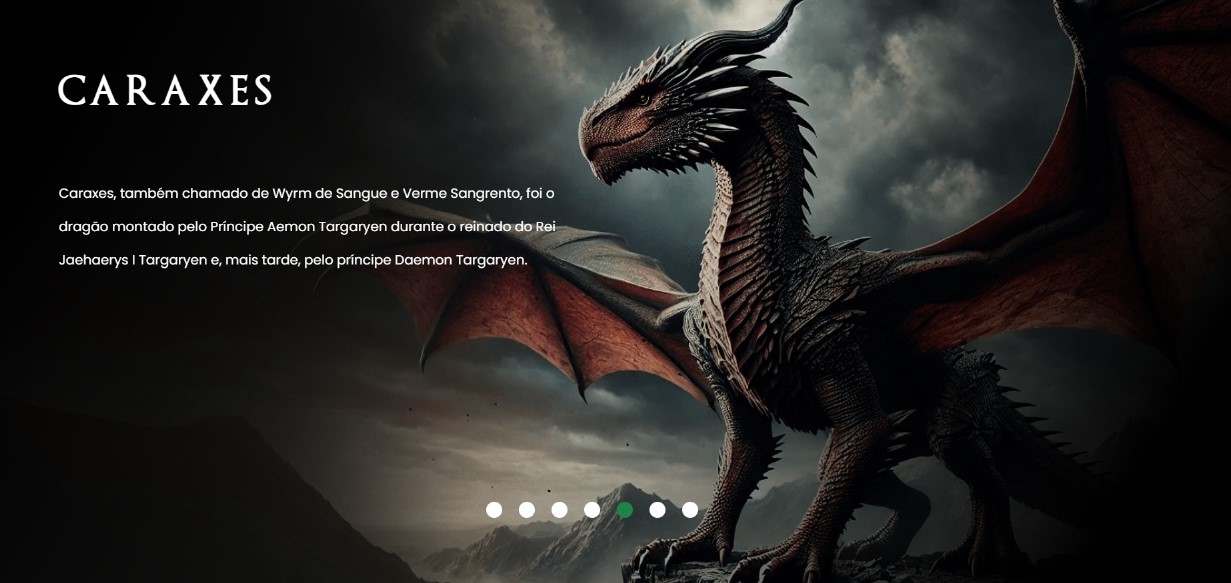 CARAXES
Caraxes, também chamado de Wyrm de Sangue e Verme Sangrento, foi o
dragão montado pelo Príncipe Aemon Targaryen durante o reinado do Rei
Jaehaerys I Targaryen e, mais tarde, pelo príncipe Daemon Targaryen.